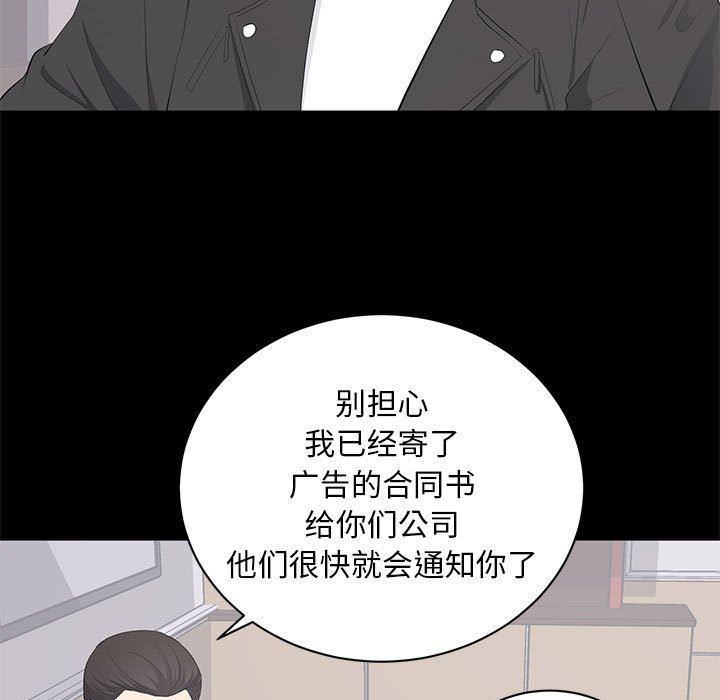 别担心
我已经寄了
广告的合同书
给你们公司
他们很快就会通知你了